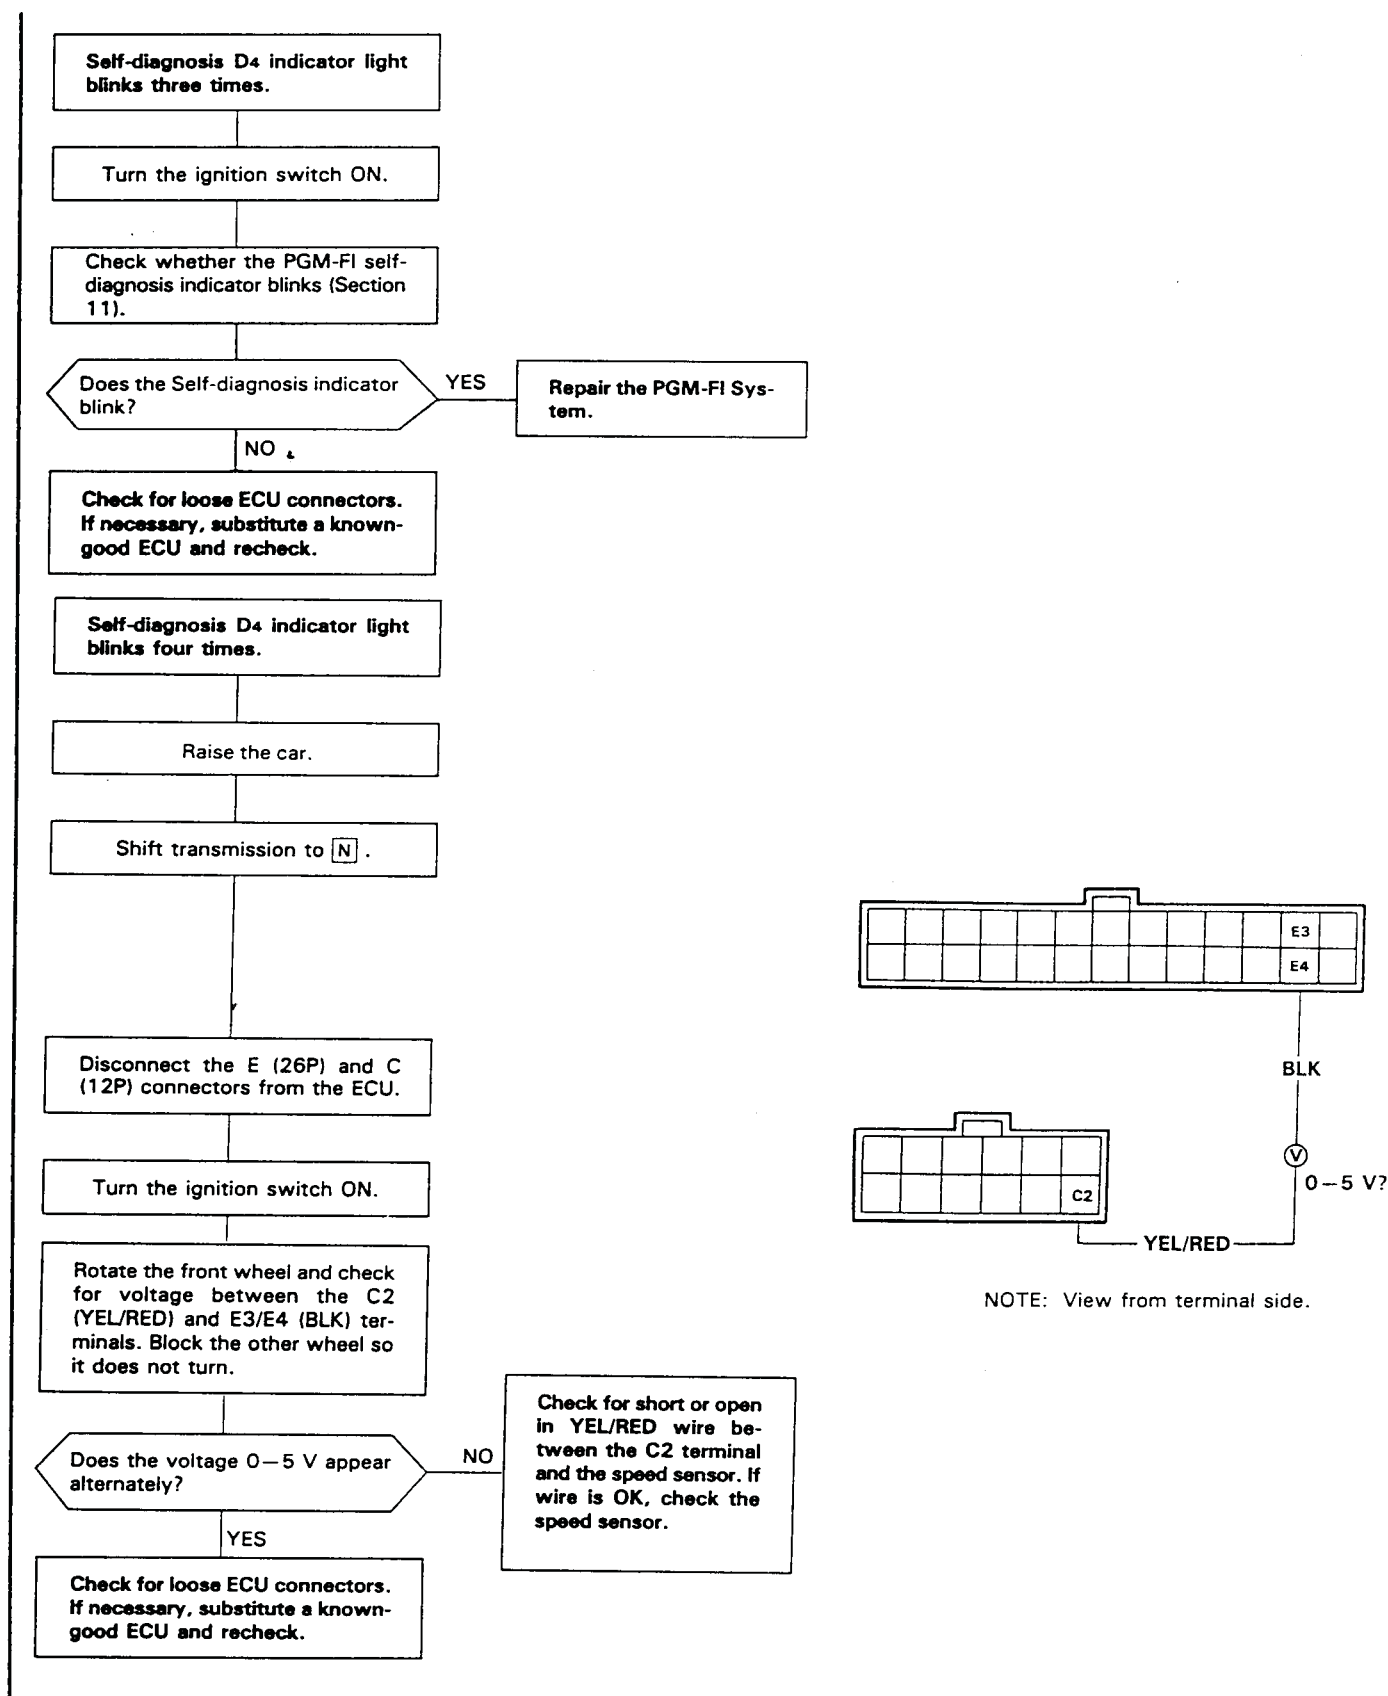 Self-diagnosis D4 indicator light
blinks three times.
Turn the ignition switch ON.
Check whether the PGM-FI self-
diagnosis indicator blinks (Section
11).
Does the Self-diagnosis indicator
blink?
YES
Repair the PGM-FI Sys-
tem.
NO
Check for loose ECU connectors.
If necessary, substitute a known-
good ECU and recheck.
Self-diagnosis D4 indicator light
blinks four times.
Raise the car.
Shift transmission to N .
Disconnect the E (26P) and C
(12P) connectors from the ECU.
Turn the ignition switch ON.
Rotate the front wheel and check
for voltage between the C2
(YEL/RED) and E3/E4 (BLK) ter-
minals. Block the other wheel so
it does not turn.
Does the voltage 0—5 V appear
alternately?
NO
Check for short or open
in YEL/RED wire be-
tween the C2 terminal
and the speed sensor. If
wire is OK, check the
speed sensor.
YES
Check for loose ECU connectors.
If necessary, substitute a known-
good ECU and recheck.
E3
E4
BLK
V
0—5 V?
C2
YEL/RED
NOTE: View from terminal side.